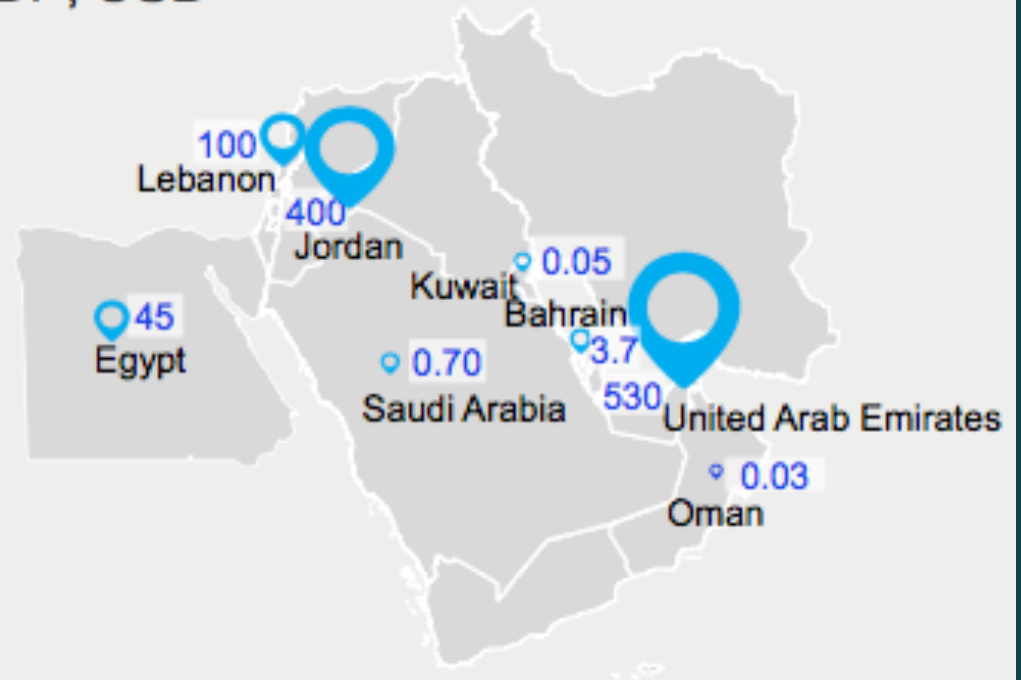 100
Lebanon
400
Jordan
0.05
Kuwait
Bahrain
45
3.7
Egypt
0.70
530
Saudi Arabia
United Arab Emirates
0.03
Oman